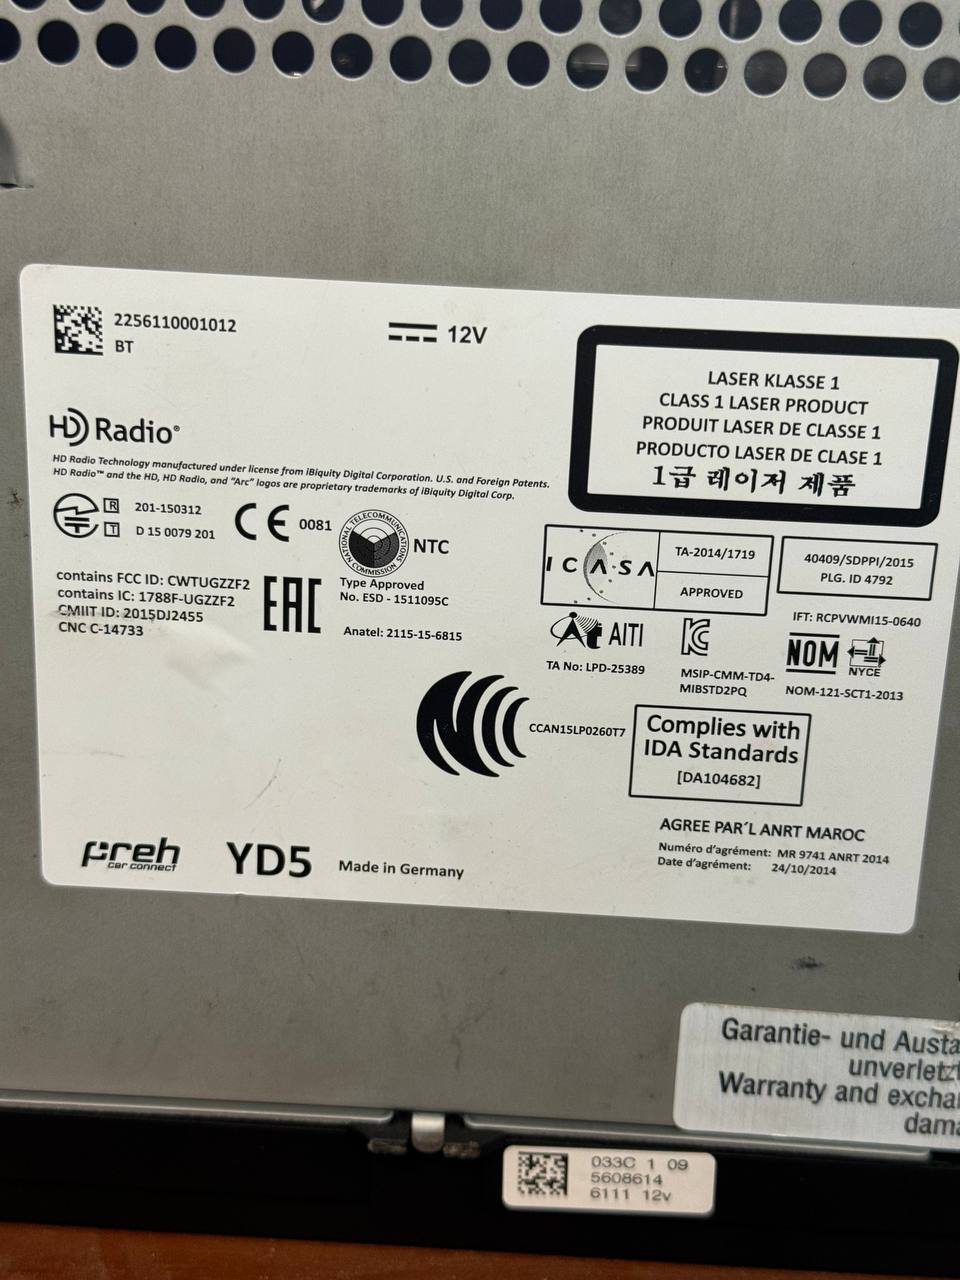 2256110001012
BT
12V
LASER KLASSE 1
CLASS 1 LASER PRODUCT
PRODUIT LASER DE CLASSE 1
PRODUCTO LASER DE CLASE 1
1급 레이저 제품
HD Radio®
HD Radio Technology manufactured under license from iBiquity Digital Corporation. U.S. and Foreign Patents.
HD Radio™ and the HD, HD Radio, and "Arc" logos are proprietary trademarks of iBiquity Digital Corp.
R 201-150312
T D 15 0079 201
CE 0081
NATIONAL TELECOMMUNICATIONS COMMISSION
NTC
Type Approved
No. ESD - 1511095C
contains FCC ID: CWTUGZZF2
contains IC: 1788F-UGZZF2
CMIIT ID: 2015DJ2455
CNC C-14733
EAC
Anatel: 2115-15-6815
ICASA
TA-2014/1719
APPROVED
40409/SDPPI/2015
PLG. ID 4792
IFT: RCPVWMI15-0640
AITI
TA No: LPD-25389
MSIP-CMM-TD4-
MIBSTD2PQ
NOM
NYCE
NOM-121-SCT1-2013
CCAN15LP0260T7
Complies with
IDA Standards
[DA104682]
AGREE PAR´L ANRT MAROC
Numéro d'agrément: MR 9741 ANRT 2014
Date d'agrément: 24/10/2014
preh
car connect
YD5
Made in Germany
Garantie- und Austa
unverletzt
Warranty and excha
dama
033C 1 09
5608614
6111 12v